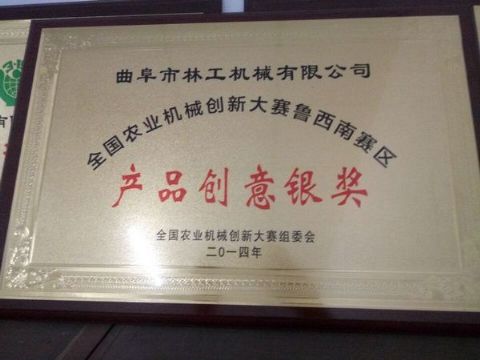 曲阜市林工机械有限公司
全国农业机械创新大赛鲁西南赛区
产品创意银奖
全国农业机械创新大赛组委会
二〇一四年